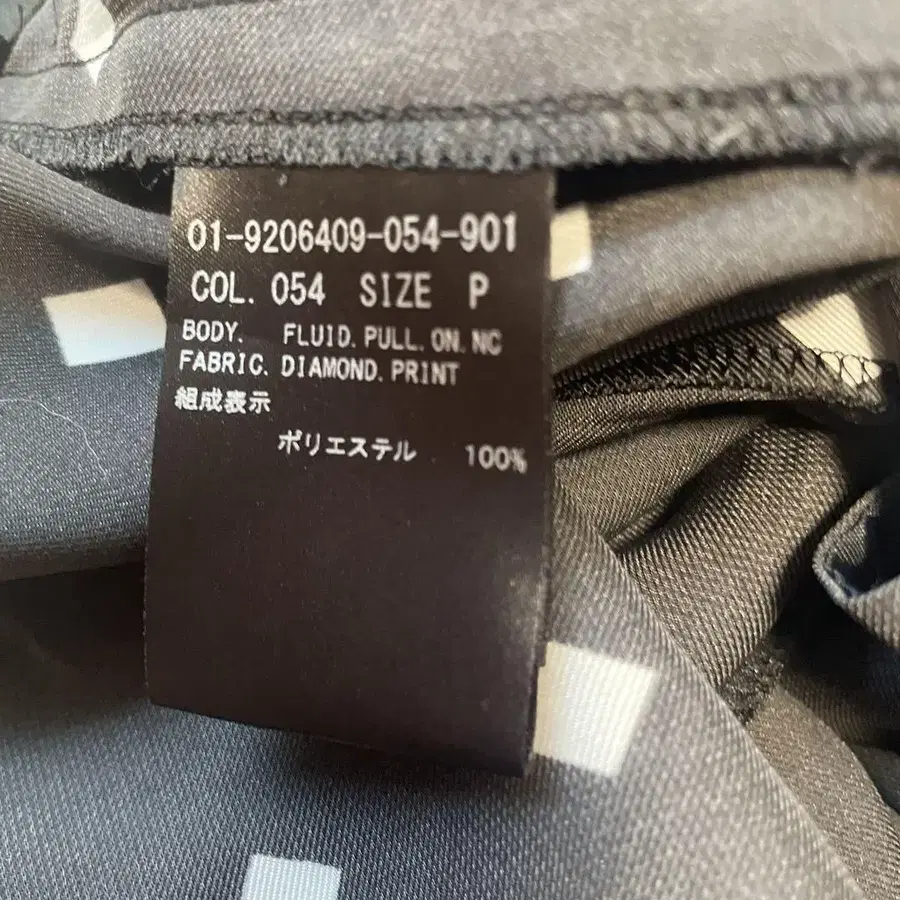 01-9206409-054-901
COL. 054 SIZE P
BODY. FLUID. PULL. ON. NC
FABRIC. DIAMOND. PRINT
組成表示
ポリエステル 100%